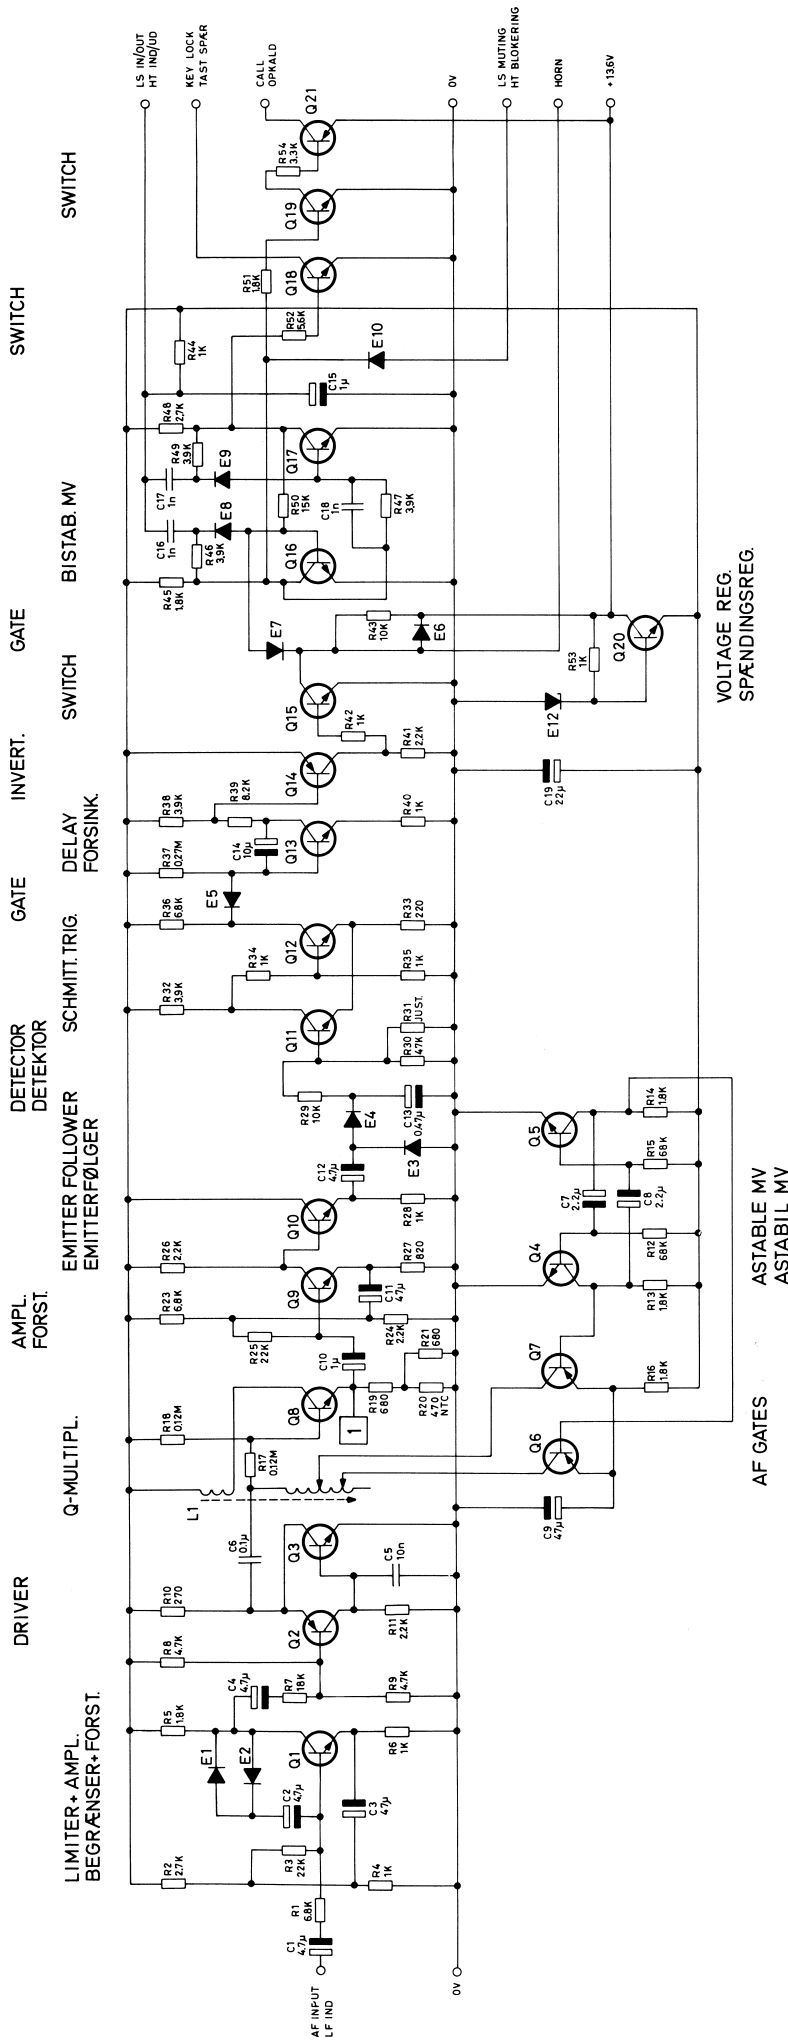 LIMITER + AMPL.
BEGRÆNSER + FORST.
DRIVER
Q-MULTIPL.
AMPL.
FORST.
EMITTER FOLLOWER
EMITTERFØLGER
DETECTOR
DETEKTOR
SCHMITT. TRIG.
GATE
DELAY
FORSINK.
INVERT.
SWITCH
GATE
BISTAB. MV
SWITCH
SWITCH
AF INPUT
LF IND
0V
C1
4.7µ
R1
6.8K
R2
2.7K
R3
22K
R4
1K
C2
4.7µ
C3
47µ
E1
E2
Q1
R5
1.8K
R6
1K
C4
4.7µ
R7
18K
R8
4.7K
R9
4.7K
Q2
R10
270
R11
2.2K
C5
10n
Q3
C6
0.1µ
L1
R17
0.12M
R18
0.12M
Q8
1
R19
680
R20
470
NTC
R21
680
C10
1µ
R25
22K
R23
6.8K
R24
2.2K
C11
47µ
Q9
R26
2.2K
R27
820
Q10
R28
1K
C12
4.7µ
E3
E4
C13
0.47µ
R29
10K
R30
47K
R31
JUST.
Q11
R32
3.9K
R34
1K
R35
1K
Q12
R33
220
R36
6.8K
E5
R37
0.27M
C14
10µ
Q13
R38
3.9K
R39
8.2K
R40
1K
Q14
R41
2.2K
R42
1K
Q15
E7
R43
10K
E6
R45
1.8K
C16
1n
R46
3.9K
E8
Q16
C17
1n
R49
3.9K
E9
R50
15K
C18
1n
R47
3.9K
Q17
R48
2.7K
C15
1µ
R44
1K
E10
R52
5.6K
R51
1.8K
Q18
Q19
R54
3.3K
Q21
LS IN/OUT
HT IND/UD
KEY LOCK
TAST SPÆR
CALL
OPKALD
0V
LS MUTING
HT BLOKERING
HORN
+13.6V
C9
47µ
Q6
Q7
R16
1.8K
Q4
R13
1.8K
R12
68K
C7
2.2µ
C8
2.2µ
Q5
R15
68K
R14
1.8K
C19
22µ
E12
R53
1K
Q20
AF GATES
ASTABLE MV
ASTABIL MV
VOLTAGE REG.
SPÆNDINGSREG.